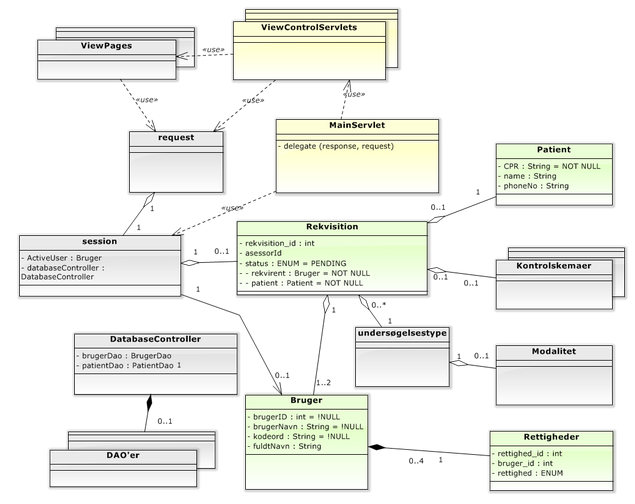 ViewPages
ViewControlServlets
«use»
«use»
«use»
«use»
MainServlet
- delegate (response, request)
request
1
1
«use»
Patient
- CPR : String = NOT NULL
- name : String
- phoneNo : String
1
0..1
session
- ActiveUser : Bruger
- databaseController :
DatabaseController
1
0..1
1
Rekvisition
- rekvisition_id : int
- asessorId
- status : ENUM = PENDING
- - rekvirent : Bruger = NOT NULL
- - patient : Patient = NOT NULL
0..1
0..1
Kontrolskemaer
1
0..*
1
undersøgelsestype
1
0..1
Modalitet
DatabaseController
- brugerDao : BrugerDao
- patientDao : PatientDao 1
0..1
DAO'er
0..1
1..2
Bruger
- brugerID : int = !NULL
- brugerNavn : String = !NULL
- kodeord : String = !NULL
- fuldtNavn : String
0..4
1
Rettigheder
- rettighed_id : int
- bruger_id : int
- rettighed : ENUM